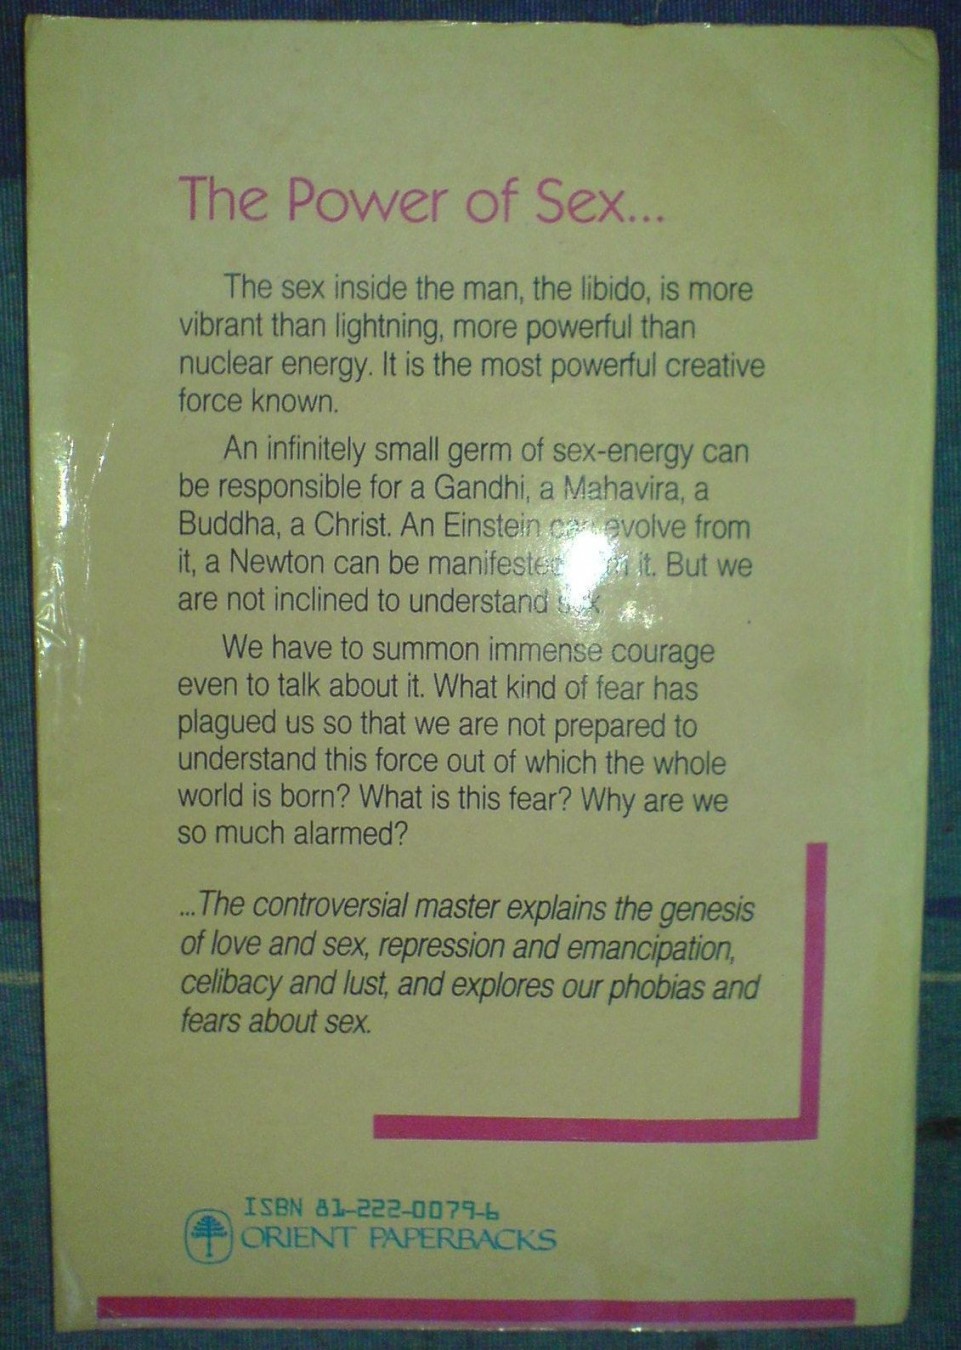 The Power of Sex...
The sex inside the man, the libido, is more
vibrant than lightning, more powerful than
nuclear energy. It is the most powerful creative
force known.
An infinitely small germ of sex-energy can
be responsible for a Gandhi, a Mahavira, a
Buddha, a Christ. An Einstein can evolve from
it, a Newton can be manifested it. But we
are not inclined to understand sex
We have to summon immense courage
even to talk about it. What kind of fear has
plagued us so that we are not prepared to
understand this force out of which the whole
world is born? What is this fear? Why are we
so much alarmed?
...The controversial master explains the genesis
of love and sex, repression and emancipation,
celibacy and lust, and explores our phobias and
fears about sex.
ISBN 81-222-0079-6
ORIENT PAPERBACKS